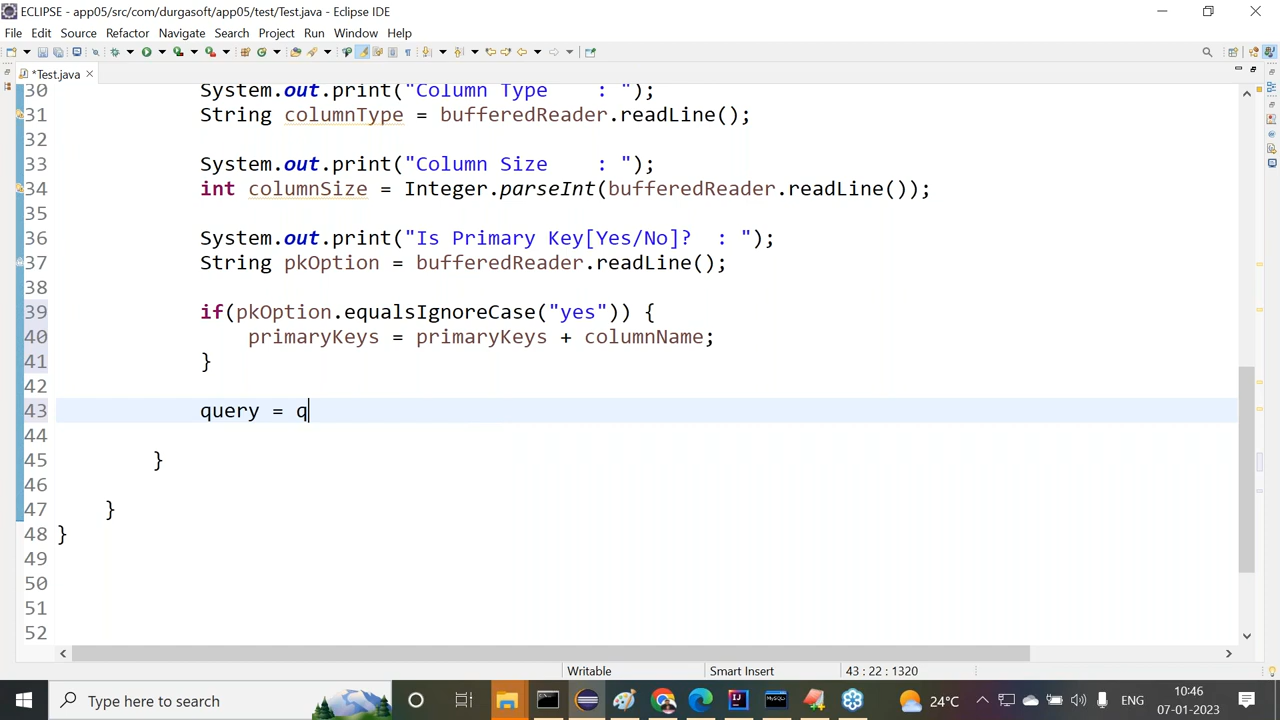 ECLIPSE - app05/src/com/durgasoft/app05/test/Test.java - Eclipse IDE
File Edit Source Refactor Navigate Search Project Run Window Help
*Test.java
30 System.out.print("Column Type    : ");
31 String columnType = bufferedReader.readLine();
32
33 System.out.print("Column Size    : ");
34 int columnSize = Integer.parseInt(bufferedReader.readLine());
35
36 System.out.print("Is Primary Key[Yes/No]?  : ");
37 String pkOption = bufferedReader.readLine();
38
39 if(pkOption.equalsIgnoreCase("yes")) {
40 primaryKeys = primaryKeys + columnName;
41 }
42
43 query = q
44
45 }
46
47 }
48 }
49
50
51
52
Writable Smart Insert 43 : 22 : 1320
Type here to search 24°C ENG 10:46
07-01-2023